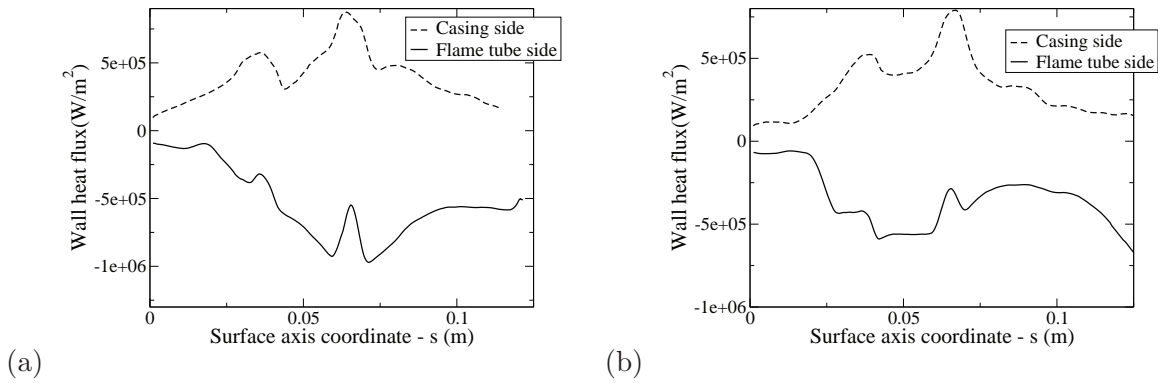 Casing side
Flame tube side
Wall heat flux(W/m²)
5e+05
0
-5e+05
-1e+06
0
0.05
0.1
Surface axis coordinate - s (m)
(a)
Casing side
Flame tube side
Wall heat flux(W/m²)
5e+05
0
-5e+05
-1e+06
0
0.05
0.1
Surface axis coordinate - s (m)
(b)